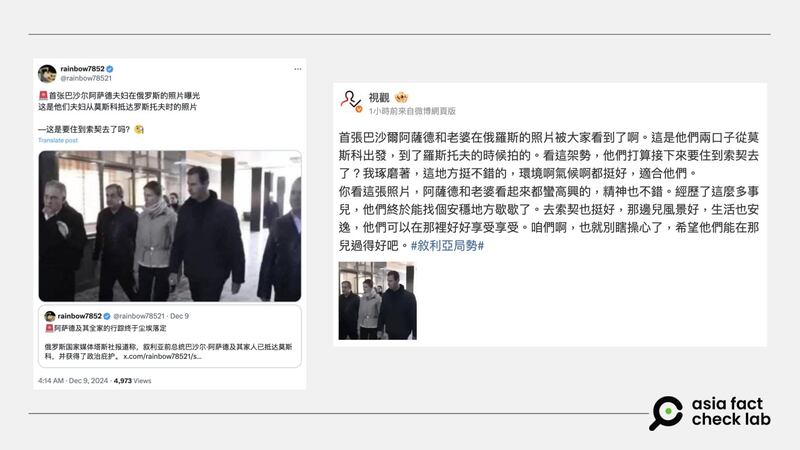 rainbow7852
@rainbow78521
🚨首张巴沙尔阿萨德夫妇在俄罗斯的照片曝光
这是他们夫妇从莫斯科抵达罗斯托夫时的照片
—这是要住到索契去了吗？🧐
Translate post
rainbow7852 @rainbow78521 · Dec 9
🚨阿萨德及其全家的行踪终于尘埃落定
俄罗斯国家媒体塔斯社报道称，叙利亚前总统巴沙尔·阿萨德及其家人已抵达莫斯
科，并获得了政治庇护。 x.com/rainbow78521/s...
4:14 AM · Dec 9, 2024 · 4,973 Views
視觀
1小時前來自微博網頁版
首張巴沙爾阿薩德和老婆在俄羅斯的照片被大家看到了啊。這是他們兩口子從莫
斯科出發，到了羅斯托夫的時候拍的。看這架勢，他們打算接下來要住到索契去
了？我琢磨著，這地方挺不錯的，環境啊氣候啊都挺好，適合他們。
你看這張照片，阿薩德和老婆看起來都蠻高興的，精神也不錯。經歷了這麼多事
兒，他們終於能找個安穩地方歇歇了。去索契也挺好，那邊兒風景好，生活也安
逸，他們可以在那裡好好享受享受。咱們啊，也就別瞎操心了，希望他們能在那
兒過得好吧。#敘利亞局勢#
asia fact
check lab